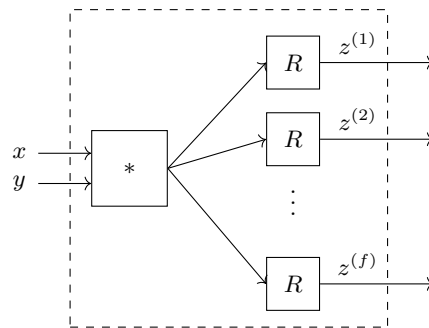 R z^{(1)}
R z^{(2)}
x
y
*
⋮
R z^{(f)}